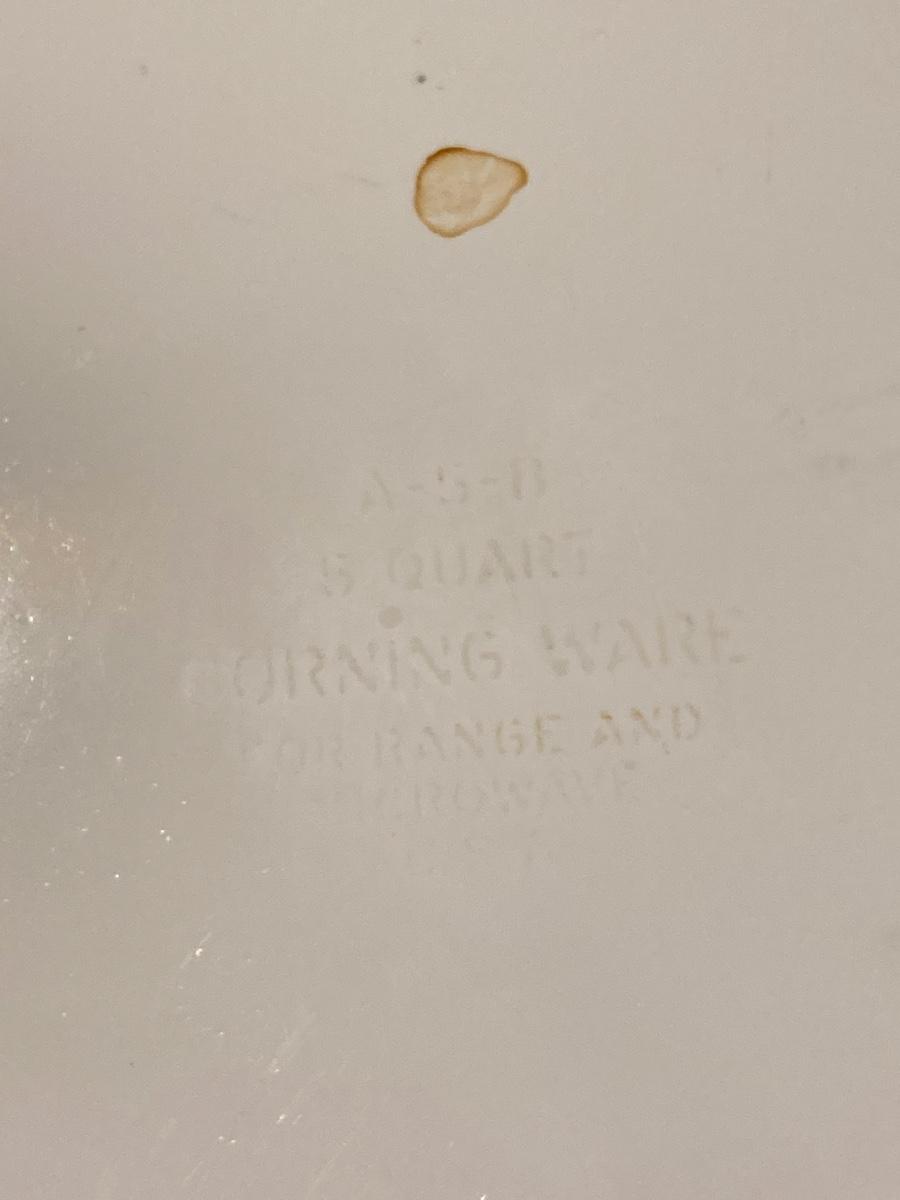 A-5-B
5 QUART
CORNING WARE
FOR RANGE AND
MICROWAVE